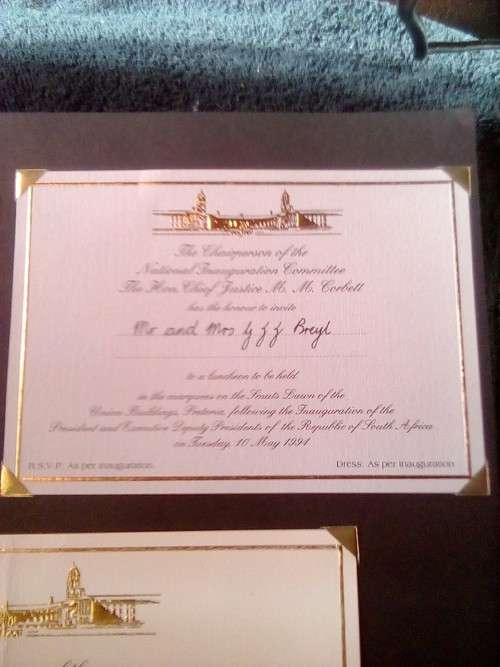 The Chairperson of the
National Inauguration Committee
The Hon. Chief Justice M. M. Corbett
has the honour to invite
Mr and Mrs G J J Breyl
to a luncheon to be held
in the marquees on the South Lawn of the
Union Buildings, Pretoria, following the Inauguration of the
President and Executive Deputy Presidents of the Republic of South Africa
on Tuesday, 10 May 1994
R.S.V.P. As per inauguration
Dress: As per inauguration